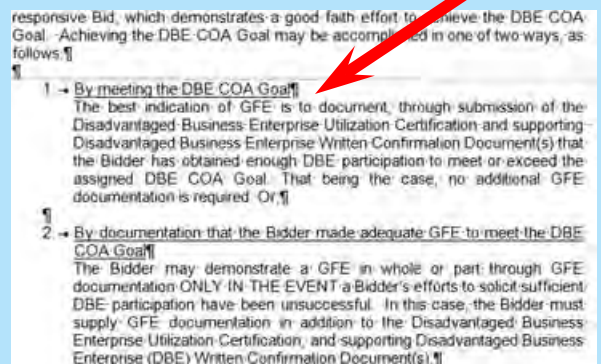 responsive Bid, which demonstrates a good faith effort to achieve the DBE COA
Goal. Achieving the DBE COA Goal may be accomplished in one of two ways, as
follows:¶
¶
1 → By meeting the DBE COA Goal¶
The best indication of GFE is to document, through submission of the
Disadvantaged Business Enterprise Utilization Certification and supporting
Disadvantaged Business Enterprise Written Confirmation Document(s) that
the Bidder has obtained enough DBE participation to meet or exceed the
assigned DBE COA Goal. That being the case, no additional GFE
documentation is required. Or,¶
¶
2 → By documentation that the Bidder made adequate GFE to meet the DBE
COA Goal¶
The Bidder may demonstrate a GFE in whole or part through GFE
documentation ONLY IN THE EVENT a Bidder's efforts to solicit sufficient
DBE participation have been unsuccessful. In this case, the Bidder must
supply GFE documentation in addition to the Disadvantaged Business
Enterprise Utilization Certification, and supporting Disadvantaged Business
Enterprise (DBE) Written Confirmation Document(s).¶